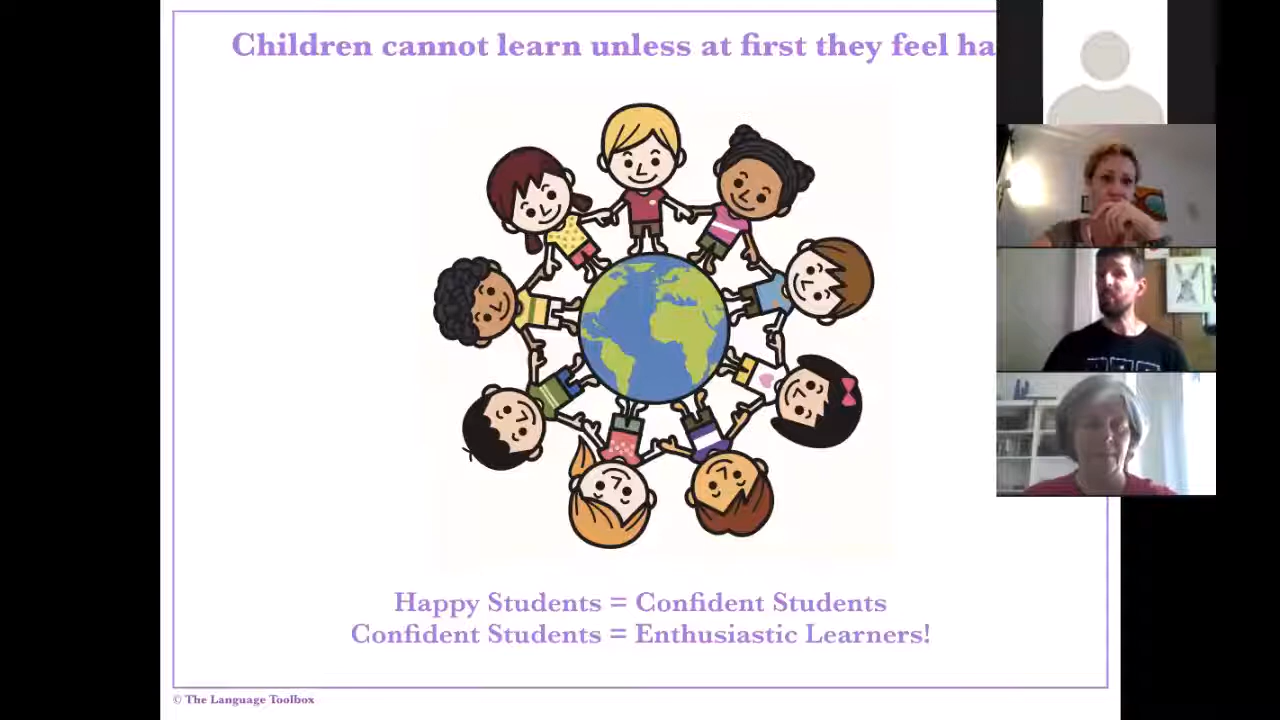 Children cannot learn unless at first they feel ha
Happy Students = Confident Students
Confident Students = Enthusiastic Learners!
© The Language Toolbox